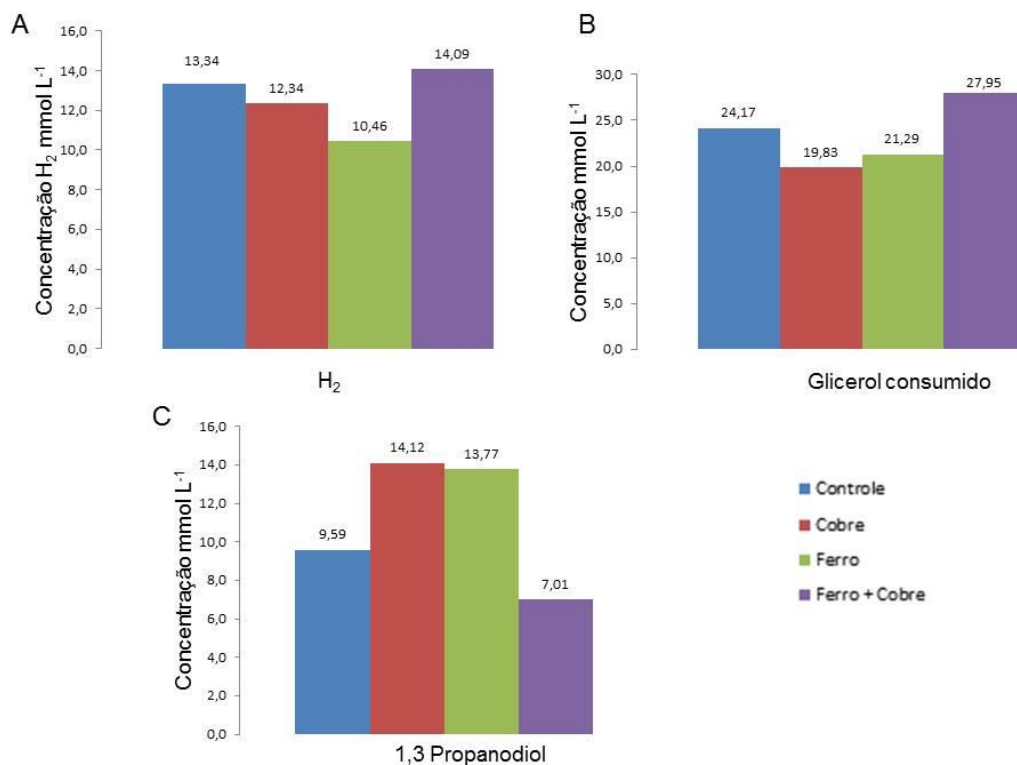 A
Concentração H₂ mmol L⁻¹
16,0
14,0
12,0
10,0
8,0
6,0
4,0
2,0
0,0
13,34
12,34
10,46
14,09
H₂
B
Concentração mmol L⁻¹
30,0
25,0
20,0
15,0
10,0
5,0
0,0
24,17
19,83
21,29
27,95
Glicerol consumido
C
Concentração mmol L⁻¹
16,0
14,0
12,0
10,0
8,0
6,0
4,0
2,0
0,0
9,59
14,12
13,77
7,01
1,3 Propanodiol
Controle
Cobre
Ferro
Ferro + Cobre